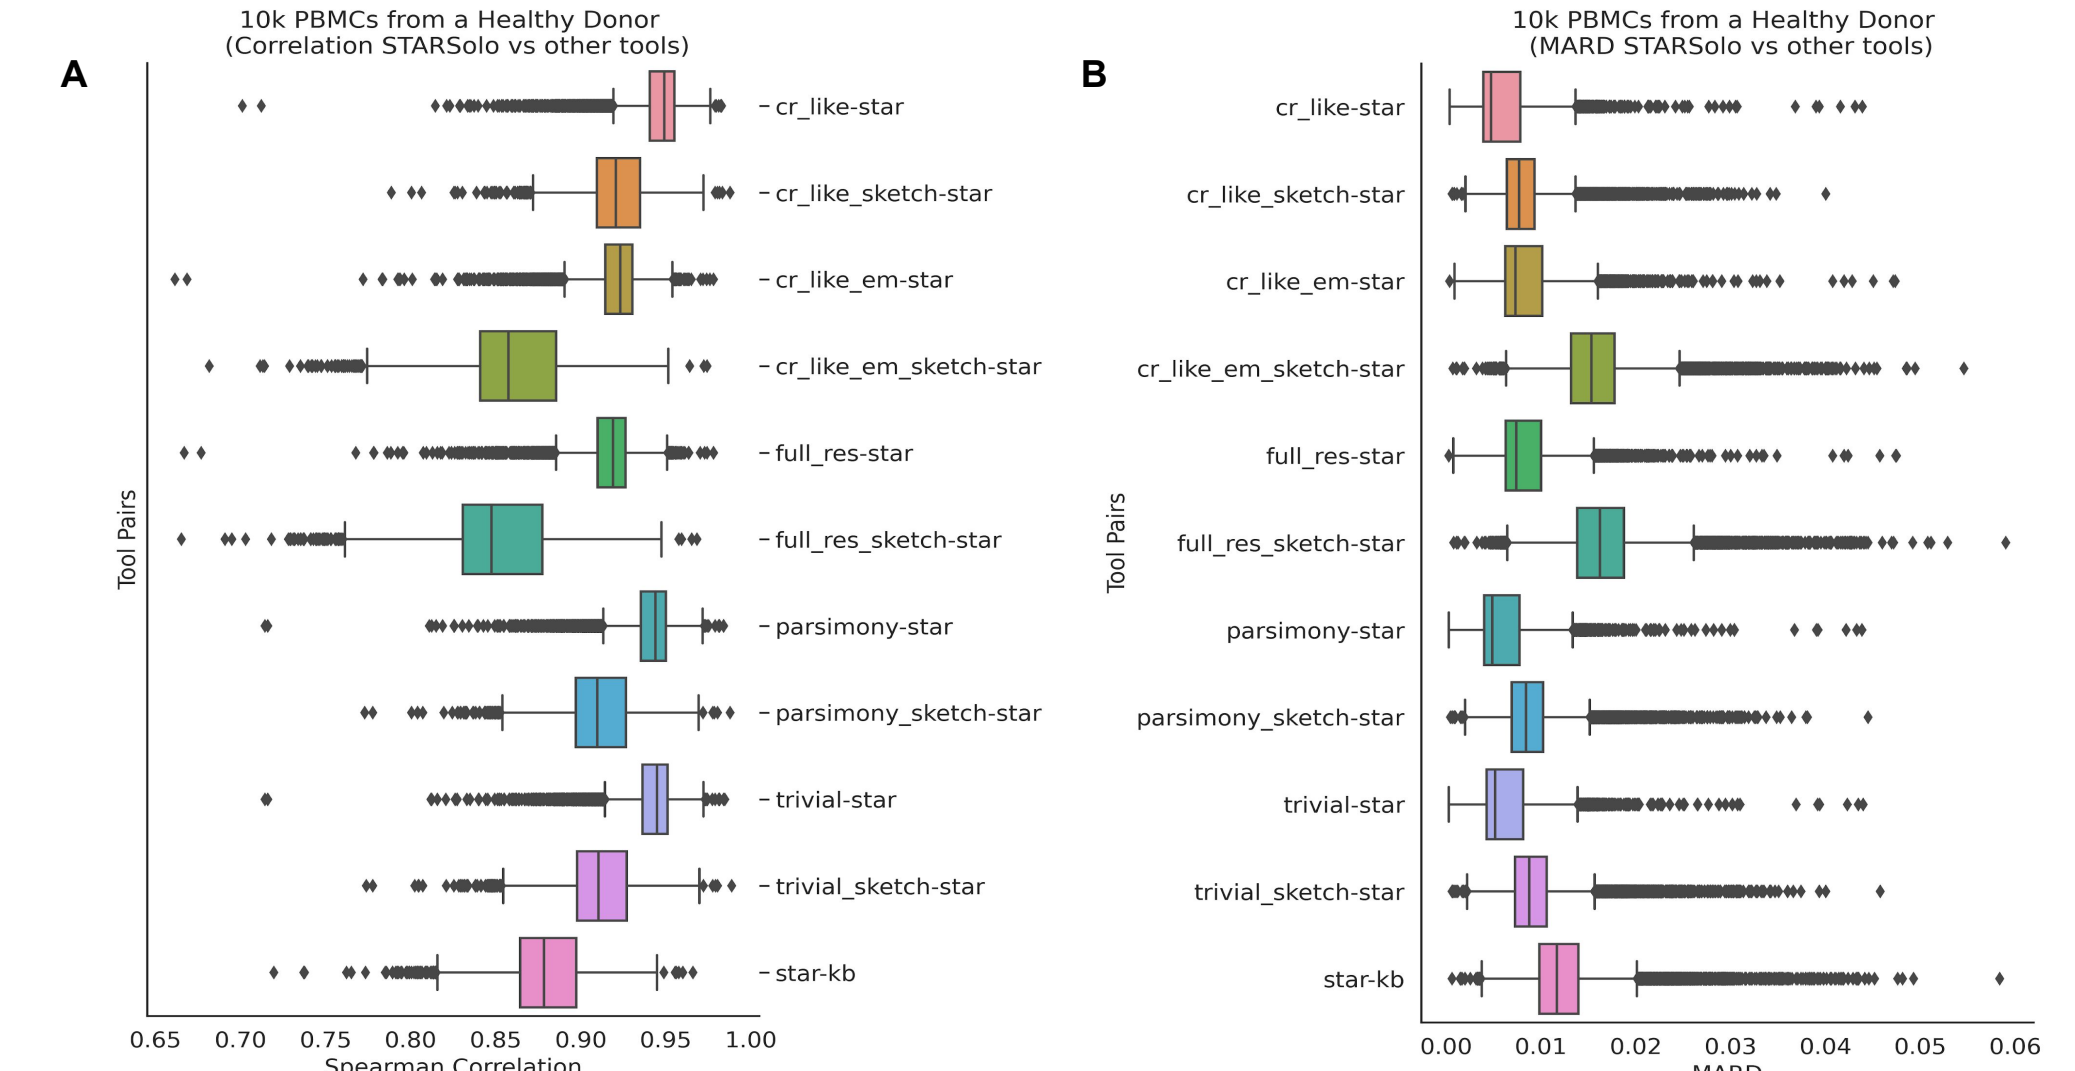 10k PBMCs from a Healthy Donor
(Correlation STARSolo vs other tools)
A
cr_like-star
cr_like_sketch-star
cr_like_em-star
cr_like_em_sketch-star
full_res-star
full_res_sketch-star
parsimony-star
parsimony_sketch-star
trivial-star
trivial_sketch-star
star-kb
Tool Pairs
0.65 0.70 0.75 0.80 0.85 0.90 0.95 1.00
Spearman Correlation
10k PBMCs from a Healthy Donor
(MARD STARSolo vs other tools)
B
cr_like-star
cr_like_sketch-star
cr_like_em-star
cr_like_em_sketch-star
full_res-star
full_res_sketch-star
parsimony-star
parsimony_sketch-star
trivial-star
trivial_sketch-star
star-kb
Tool Pairs
0.00 0.01 0.02 0.03 0.04 0.05 0.06
MARD